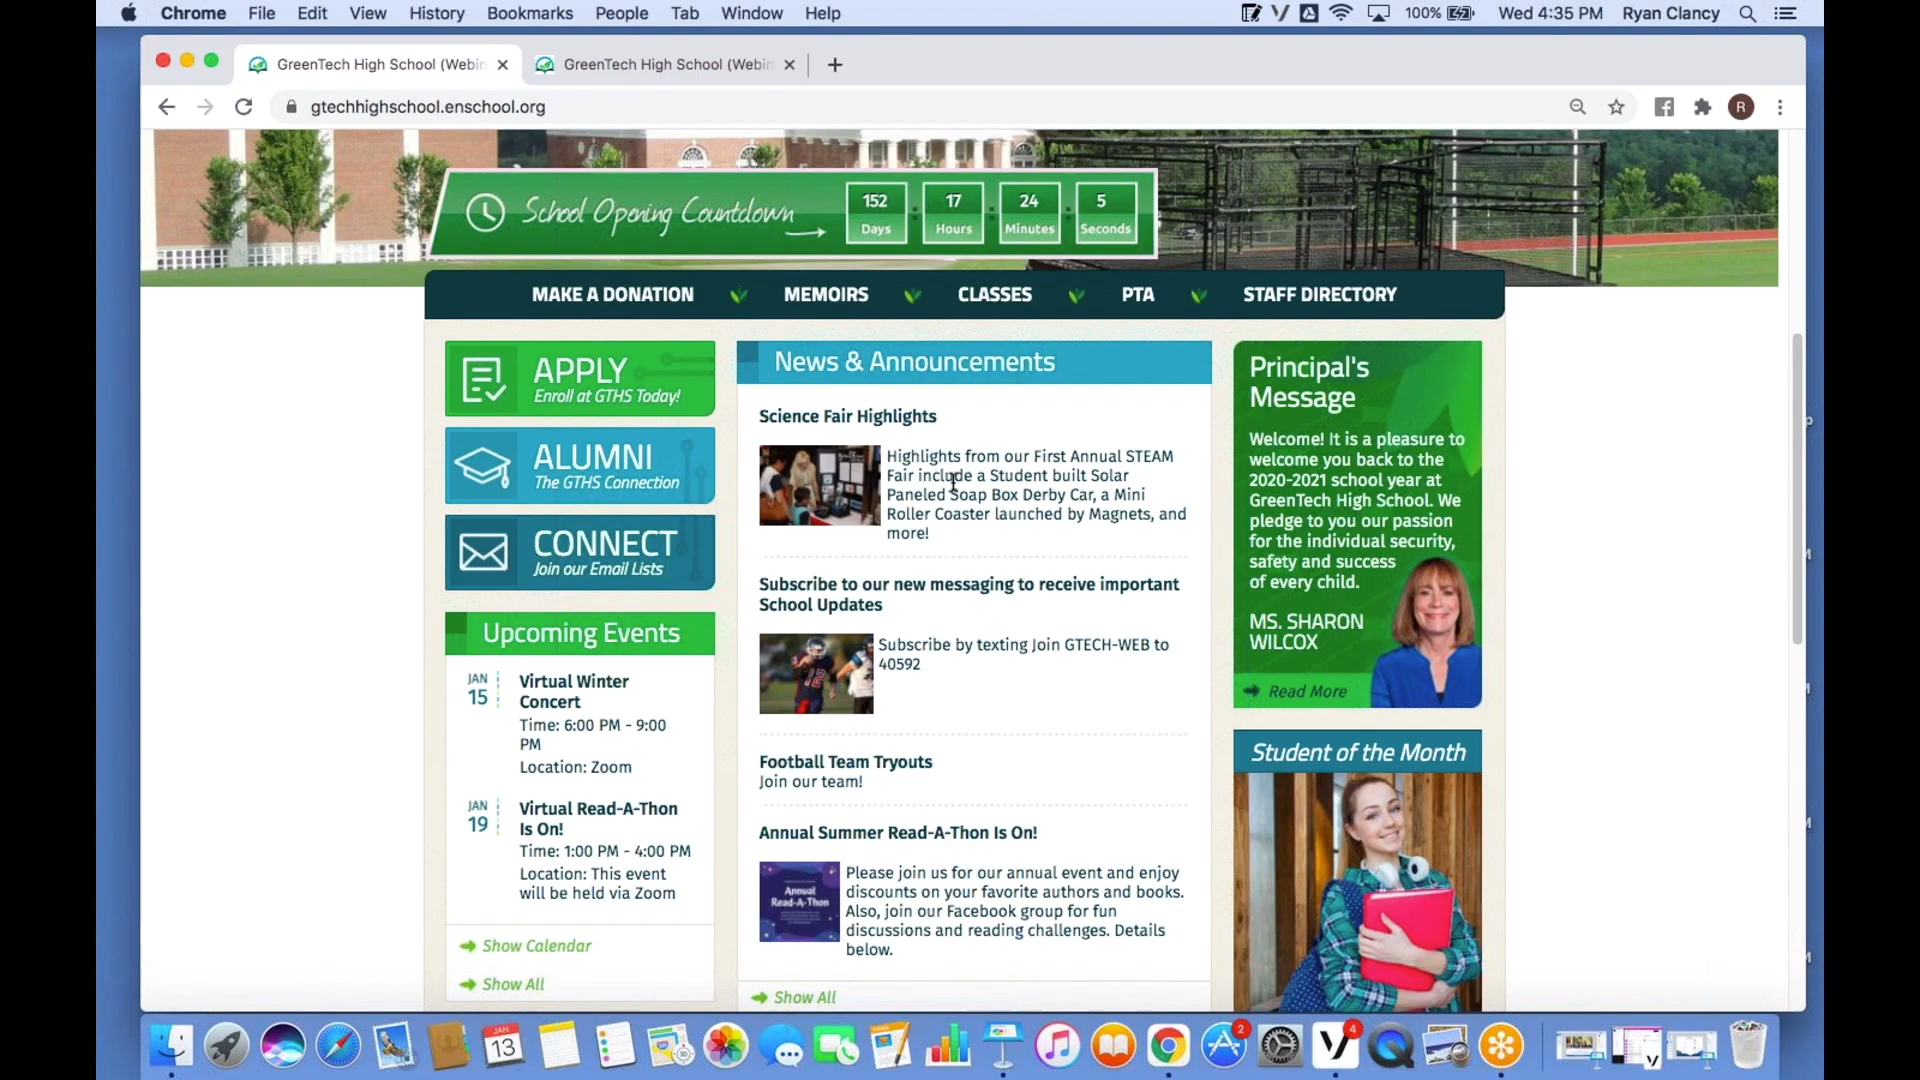 Chrome File Edit View History Bookmarks People Tab Window Help
100% Wed 4:35 PM Ryan Clancy
GreenTech High School (Webin
GreenTech High School (Webin
gtechhighschool.enschool.org
R
School Opening Countdown
152 Days : 17 Hours : 24 Minutes : 5 Seconds
MAKE A DONATION MEMOIRS CLASSES PTA STAFF DIRECTORY
APPLY
Enroll at GTHS Today!
ALUMNI
The GTHS Connection
CONNECT
Join our Email Lists
Upcoming Events
JAN
15
Virtual Winter
Concert
Time: 6:00 PM - 9:00
PM
Location: Zoom
JAN
19
Virtual Read-A-Thon
Is On!
Time: 1:00 PM - 4:00 PM
Location: This event
will be held via Zoom
Show Calendar
Show All
News & Announcements
Science Fair Highlights
Highlights from our First Annual STEAM
Fair include a Student built Solar
Paneled Soap Box Derby Car, a Mini
Roller Coaster launched by Magnets, and
more!
Subscribe to our new messaging to receive important
School Updates
Subscribe by texting Join GTECH-WEB to
40592
12
Football Team Tryouts
Join our team!
Annual Summer Read-A-Thon Is On!
Annual
Read-A-Thon
Please join us for our annual event and enjoy
discounts on your favorite authors and books.
Also, join our Facebook group for fun
discussions and reading challenges. Details
below.
Show All
Principal's
Message
Welcome! It is a pleasure to
welcome you back to the
2020-2021 school year at
GreenTech High School. We
pledge to you our passion
for the individual security,
safety and success
of every child.
MS. SHARON
WILCOX
Read More
Student of the Month
JAN
13
2
4